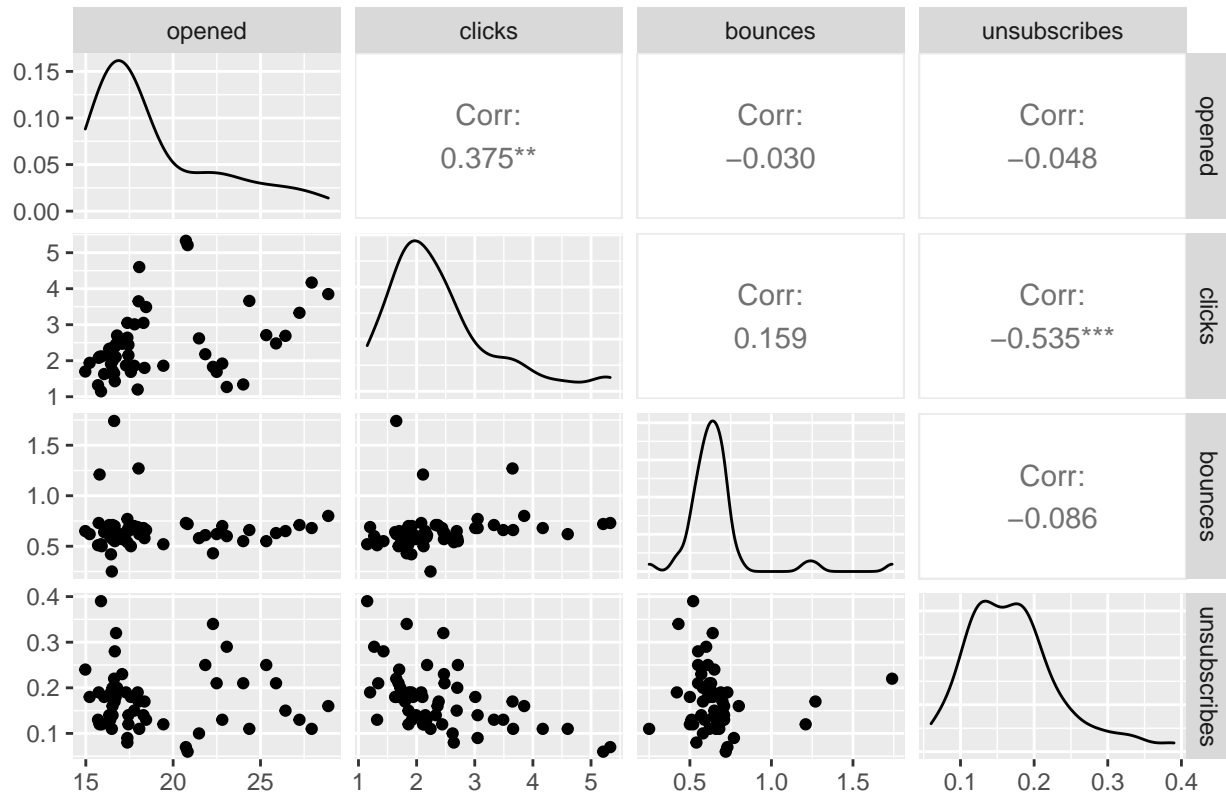 opened clicks bounces unsubscribes
0.15
0.10
0.05
0.00
Corr:
0.375**
Corr:
−0.030
Corr:
−0.048
opened
5
4
3
2
1
Corr:
0.159
Corr:
−0.535***
clicks
1.5
1.0
0.5
Corr:
−0.086
bounces
0.4
0.3
0.2
0.1
unsubscribes
15 20 25 1 2 3 4 5 0.5 1.0 1.5 0.1 0.2 0.3 0.4